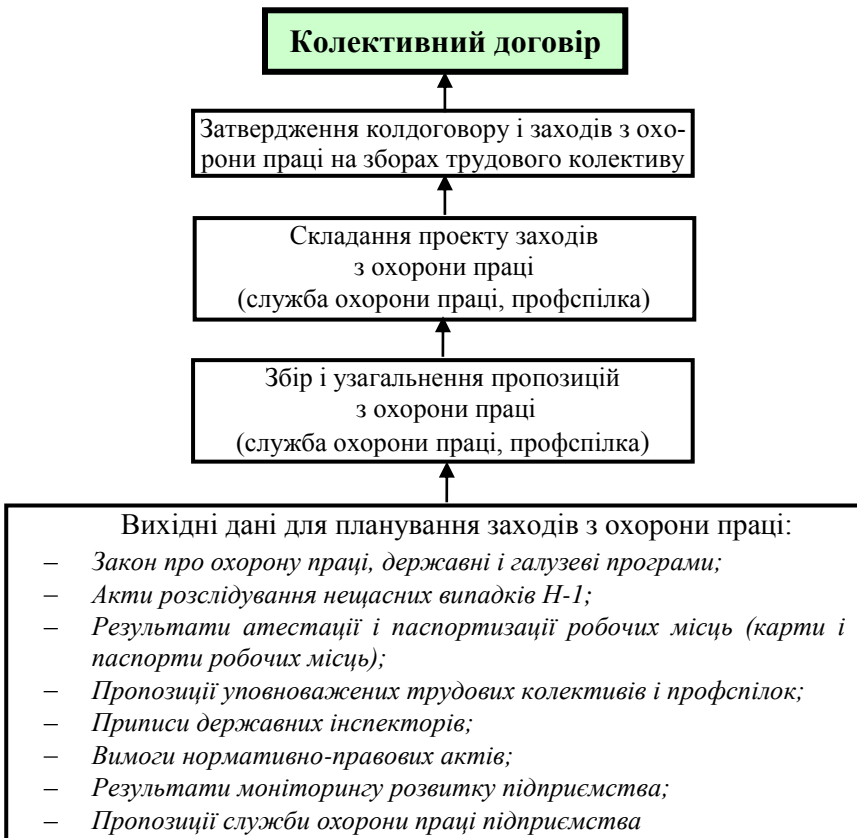 Колективний договір
Затвердження колдоговору і заходів з охо-
рони праці на зборах трудового колективу
Складання проекту заходів
з охорони праці
(служба охорони праці, профспілка)
Збір і узагальнення пропозицій
з охорони праці
(служба охорони праці, профспілка)
Вихідні дані для планування заходів з охорони праці:
– Закон про охорону праці, державні і галузеві програми;
– Акти розслідування нещасних випадків Н-1;
– Результати атестації і паспортизації робочих місць (карти і
паспорти робочих місць);
– Пропозиції уповноважених трудових колективів і профспілок;
– Приписи державних інспекторів;
– Вимоги нормативно-правових актів;
– Результати моніторингу розвитку підприємства;
– Пропозиції служби охорони праці підприємства